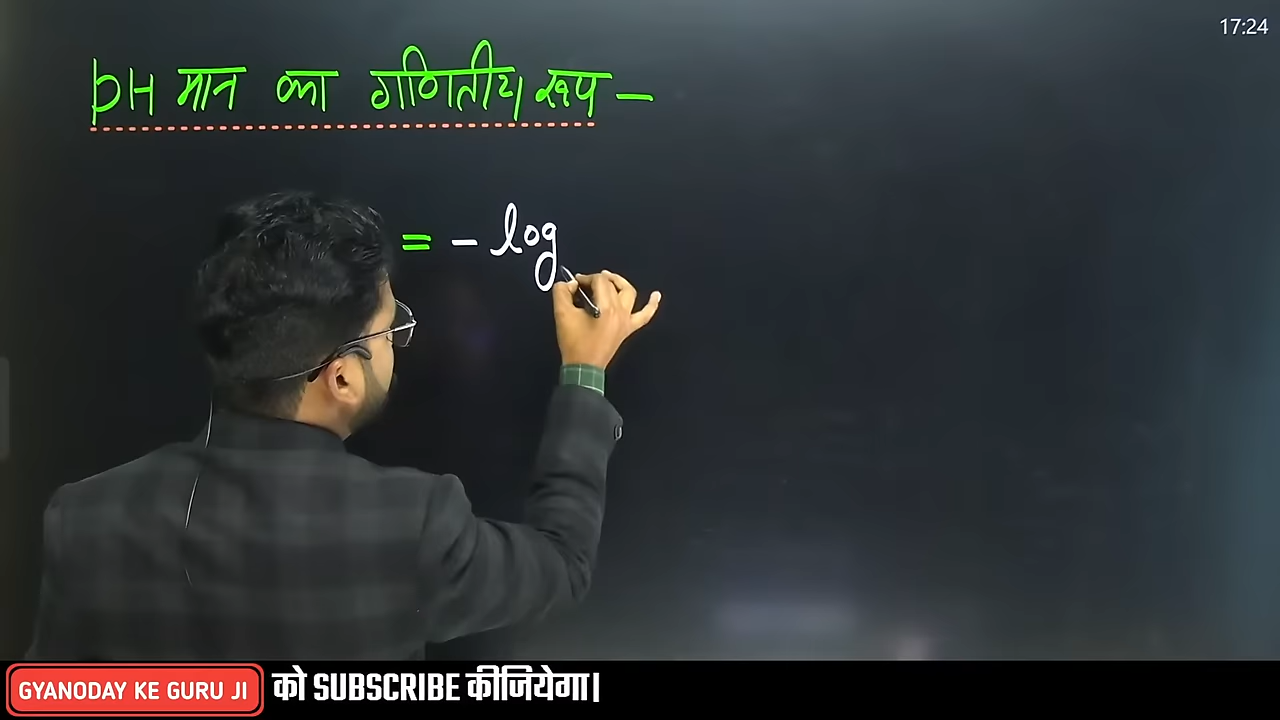 17:24
pH मान का गणितीय रूप –
= - log
GYANODAY KE GURU JI को SUBSCRIBE कीजियेगा।